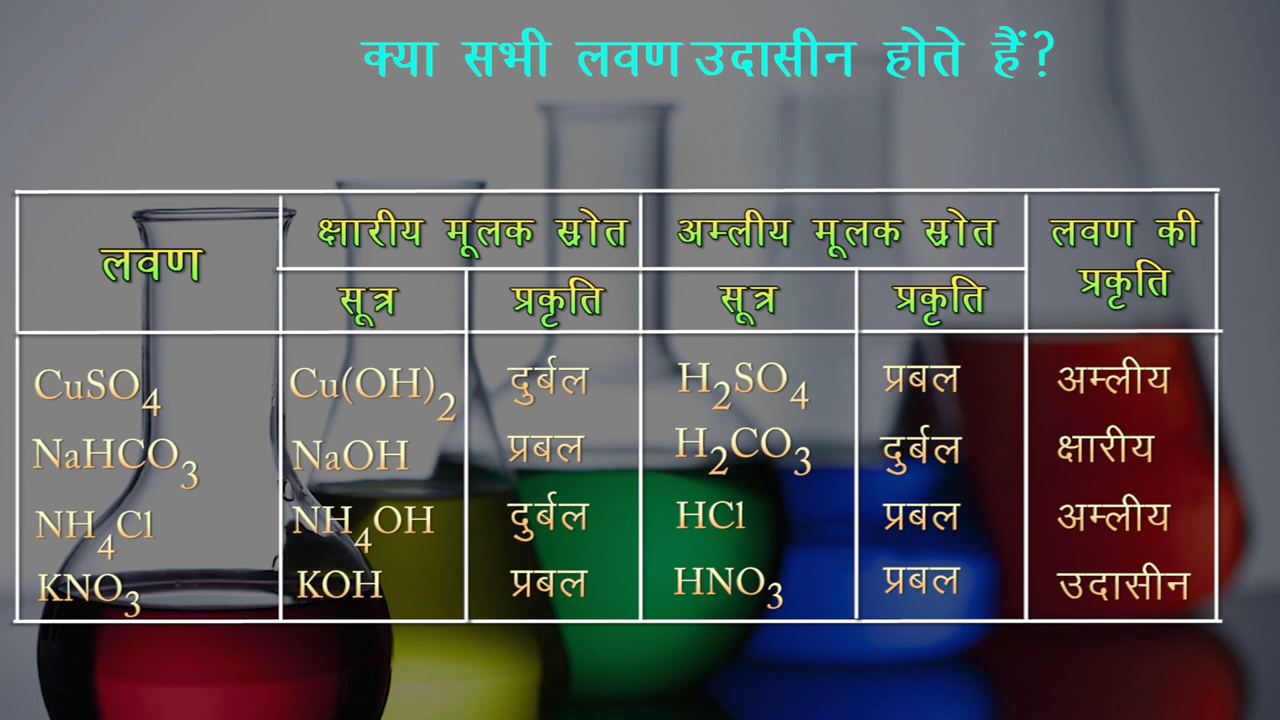 क्या सभी लवण उदासीन होते हैं?
लवण क्षारीय मूलक स्रोत अम्लीय मूलक स्रोत लवण की प्रकृति
सूत्र प्रकृति सूत्र प्रकृति
CuSO4 Cu(OH)2 दुर्बल H2SO4 प्रबल अम्लीय
NaHCO3 NaOH प्रबल H2CO3 दुर्बल क्षारीय
NH4Cl NH4OH दुर्बल HCl प्रबल अम्लीय
KNO3 KOH प्रबल HNO3 प्रबल उदासीन